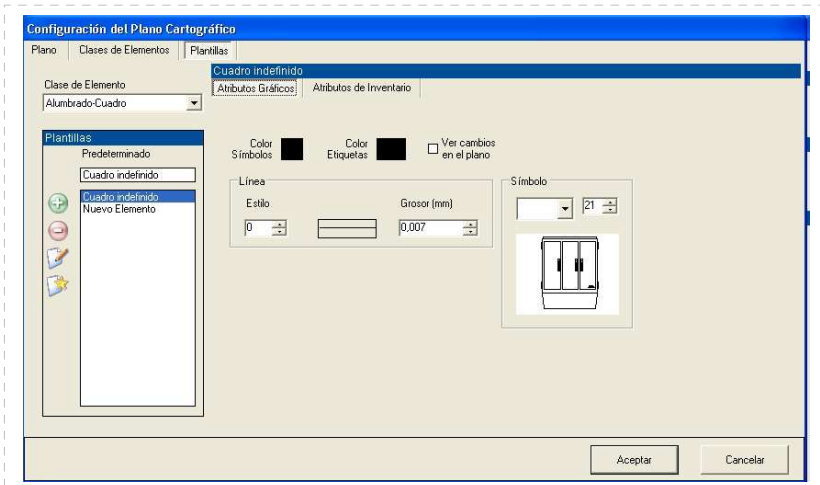 Configuración del Plano Cartográfico
Plano Clases de Elementos Plantillas
Clase de Elemento
Alumbrado-Cuadro
Plantillas
Predeterminado
Cuadro indefinido
Cuadro indefinido
Nuevo Elemento
Cuadro indefinido
Atributos Gráficos Atributos de Inventario
Color
Símbolos
Color
Etiquetas
Ver cambios
en el plano
Línea
Estilo
0
Grosor (mm)
0,007
Símbolo
21
Aceptar Cancelar